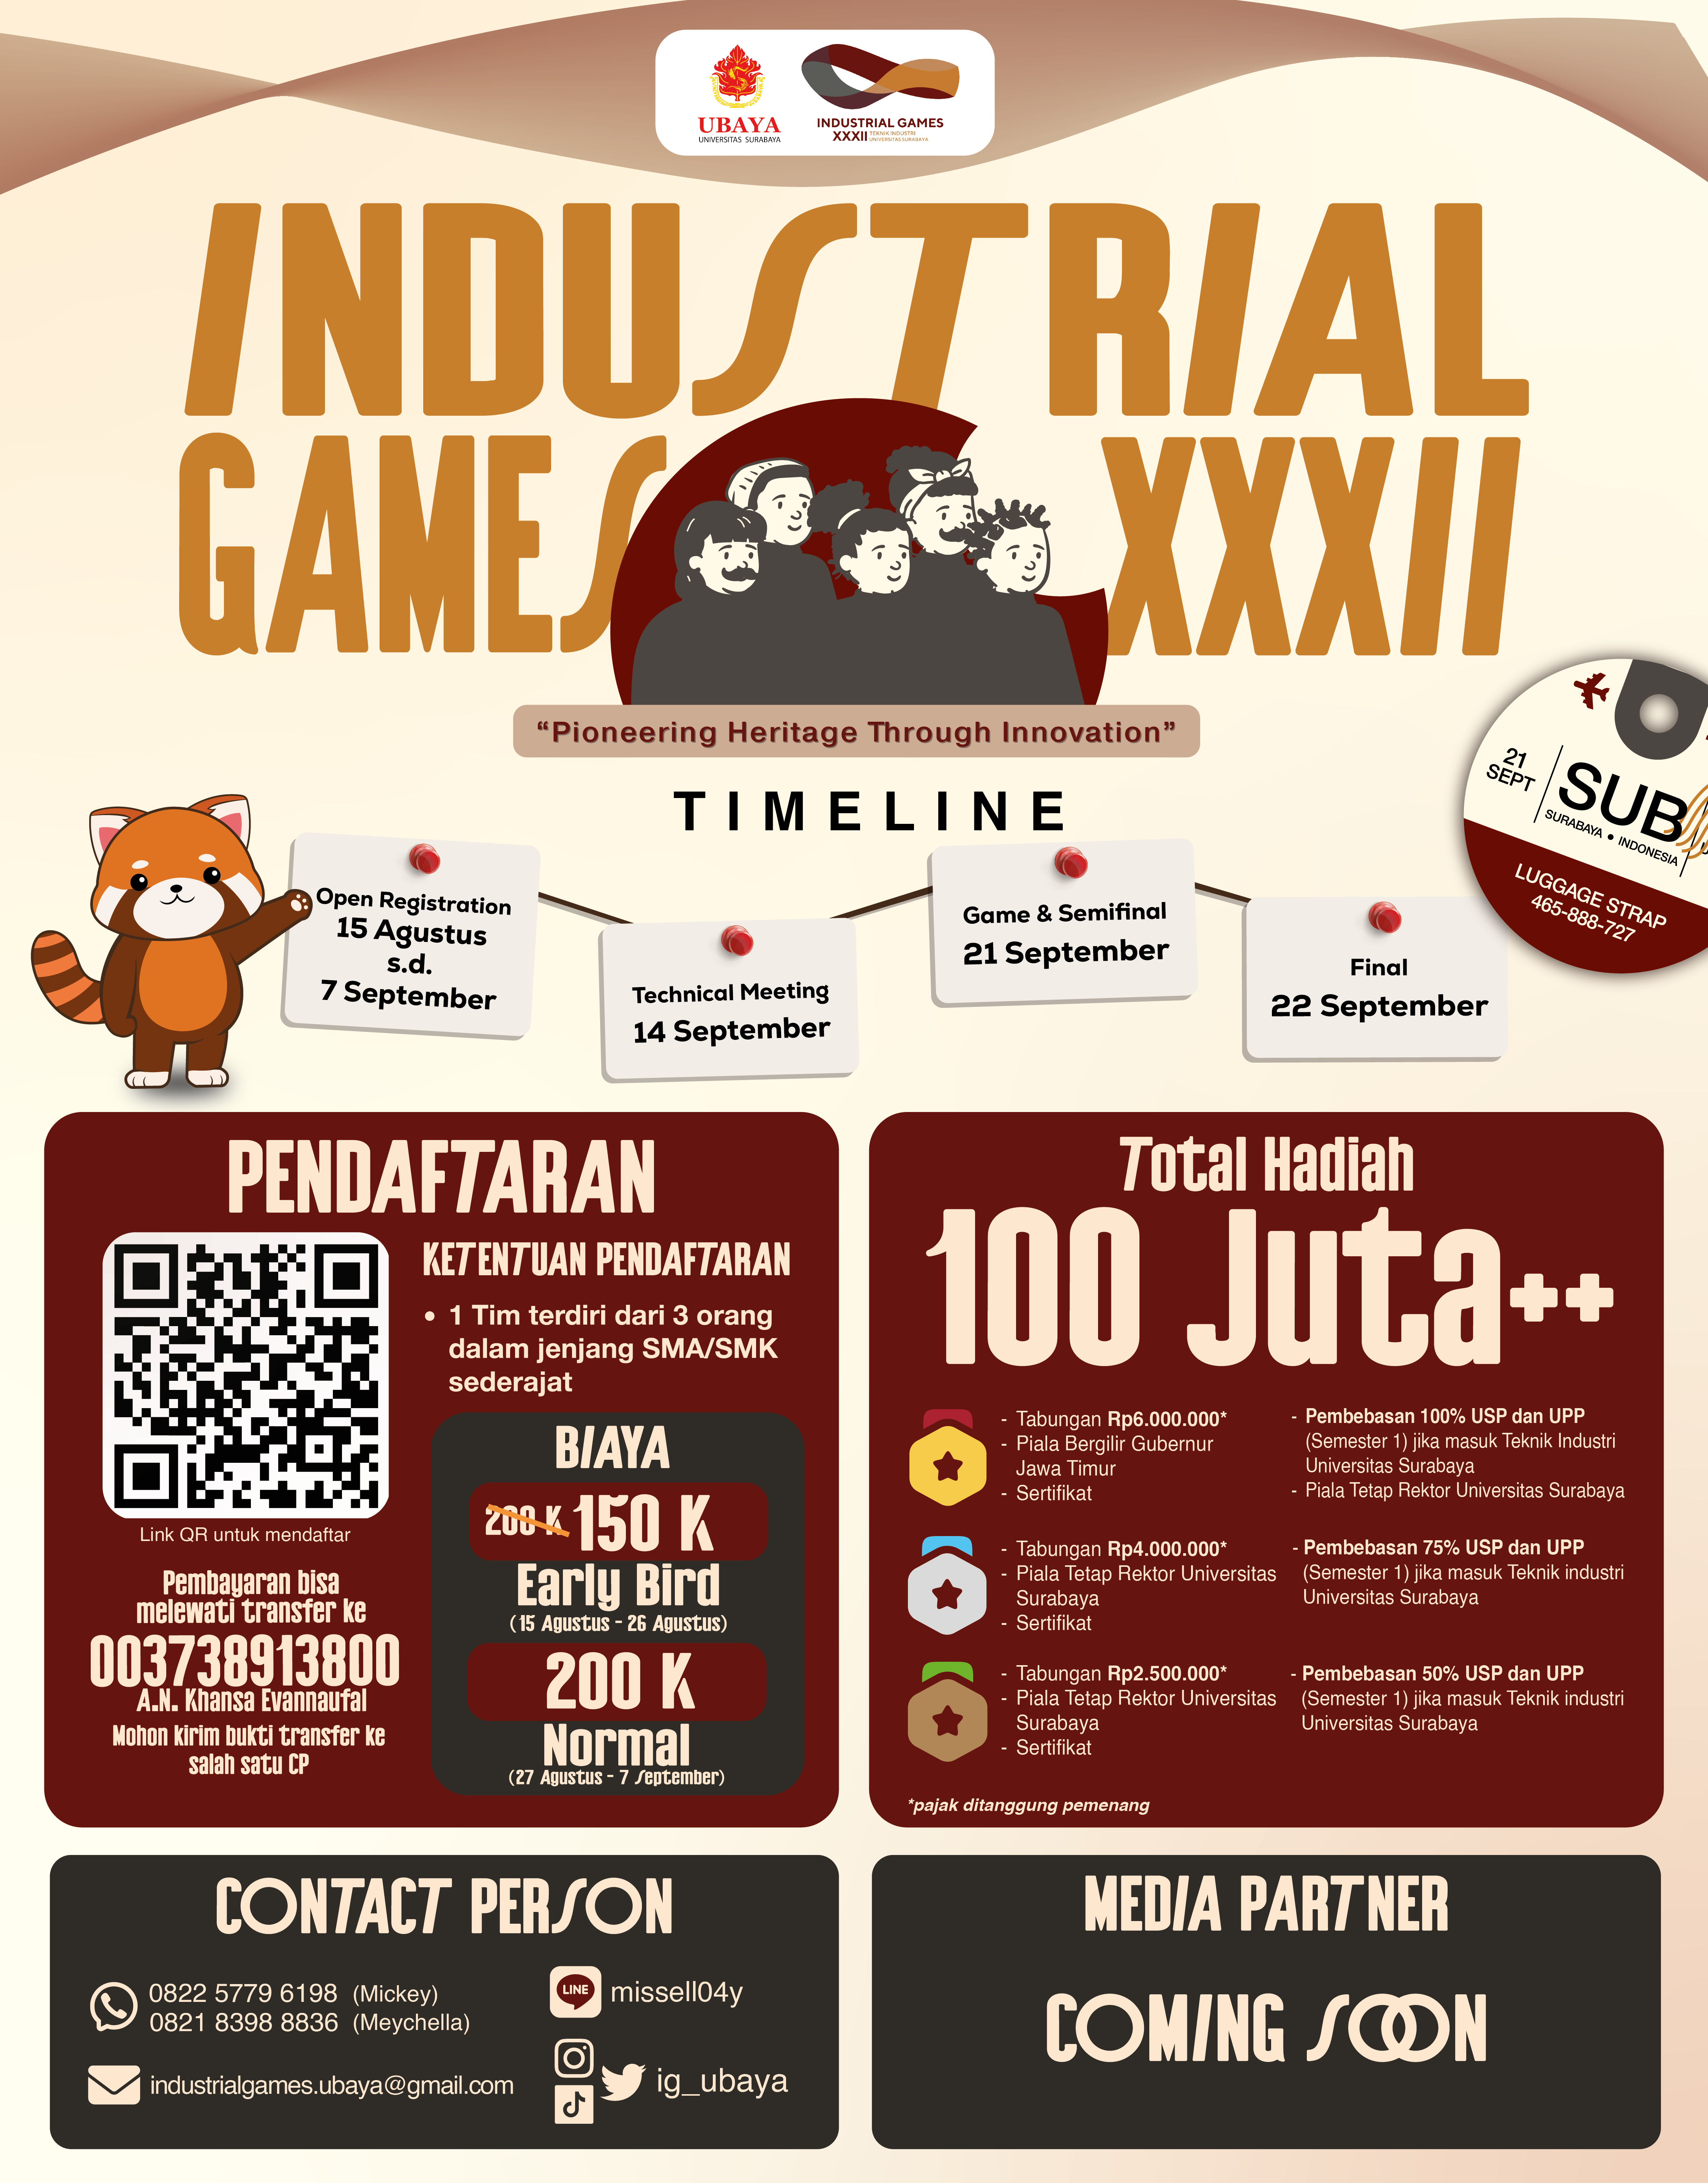 UBAYA
UNIVERSITAS SURABAYA
INDUSTRIAL GAMES
XXXII TEKNIK INDUSTRI
UNIVERSITAS SURABAYA
INDUSTRIAL
GAMES XXXII
“Pioneering Heritage Through Innovation”
TIMELINE
Open Registration
15 Agustus
s.d.
7 September
Technical Meeting
14 September
Game & Semifinal
21 September
Final
22 September
21
SEPT
SUB
SURABAYA • INDONESIA
LUGGAGE STRAP
465-888-727
PENDAFTARAN
Link QR untuk mendaftar
Pembayaran bisa
melewati transfer ke
003738913800
A.N. Khansa Evannaufal
Mohon kirim bukti transfer ke
salah satu CP
KETENTUAN PENDAFTARAN
• 1 Tim terdiri dari 3 orang
dalam jenjang SMA/SMK
sederajat
BIAYA
200 K 150 K
Early Bird
(15 Agustus - 26 Agustus)
200 K
Normal
(27 Agustus - 7 September)
Total Hadiah
100 Juta++
- Tabungan Rp6.000.000*
- Piala Bergilir Gubernur
Jawa Timur
- Sertifikat
- Pembebasan 100% USP dan UPP
(Semester 1) jika masuk Teknik Industri
Universitas Surabaya
- Piala Tetap Rektor Universitas Surabaya
- Tabungan Rp4.000.000*
- Piala Tetap Rektor Universitas
Surabaya
- Sertifikat
- Pembebasan 75% USP dan UPP
(Semester 1) jika masuk Teknik industri
Universitas Surabaya
- Tabungan Rp2.500.000*
- Piala Tetap Rektor Universitas
Surabaya
- Sertifikat
- Pembebasan 50% USP dan UPP
(Semester 1) jika masuk Teknik industri
Universitas Surabaya
*pajak ditanggung pemenang
CONTACT PERSON
0822 5779 6198 (Mickey)
0821 8398 8836 (Meychella)
industrialgames.ubaya@gmail.com
LINE
missell04y
ig_ubaya
MEDIA PARTNER
COMING SOON